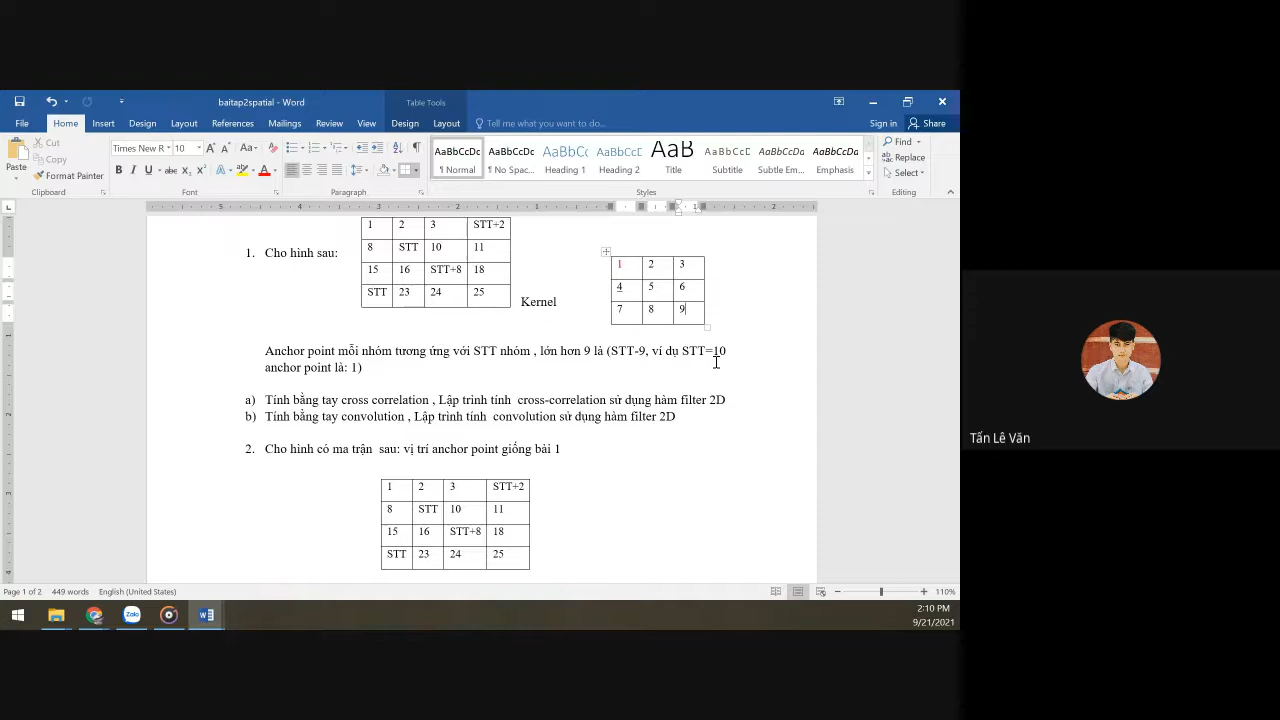 baitap2spatial - Word
Table Tools
File Home Insert Design Layout References Mailings Review View Design Layout Tell me what you want to do... Sign in Share
Paste Cut Copy Format Painter
Times New R 10
B I U abc X₂ X²
AaBbCcDc AaBbCcDc AaBbCc AaBbCcE AaB AaBbCcD AaBbCcDa AaBbCcDa
¶ Normal ¶ No Spac... Heading 1 Heading 2 Title Subtitle Subtle Em... Emphasis
Find Replace Select
Clipboard Font Paragraph Styles Editing
1 2 3 STT+2
8 STT 10 11
15 16 STT+8 18
STT 23 24 25
1. Cho hình sau:
Kernel
1 2 3
4 5 6
7 8 9
Anchor point mỗi nhóm tương ứng với STT nhóm , lớn hơn 9 là (STT-9, ví dụ STT=10
anchor point là: 1)
a) Tính bằng tay cross correlation , Lập trình tính cross-correlation sử dụng hàm filter 2D
b) Tính bằng tay convolution , Lập trình tính convolution sử dụng hàm filter 2D
2. Cho hình có ma trận sau: vị trí anchor point giống bài 1
1 2 3 STT+2
8 STT 10 11
15 16 STT+8 18
STT 23 24 25
Page 1 of 2 449 words English (United States) 110%
2:10 PM
9/21/2021
Tấn Lê Văn